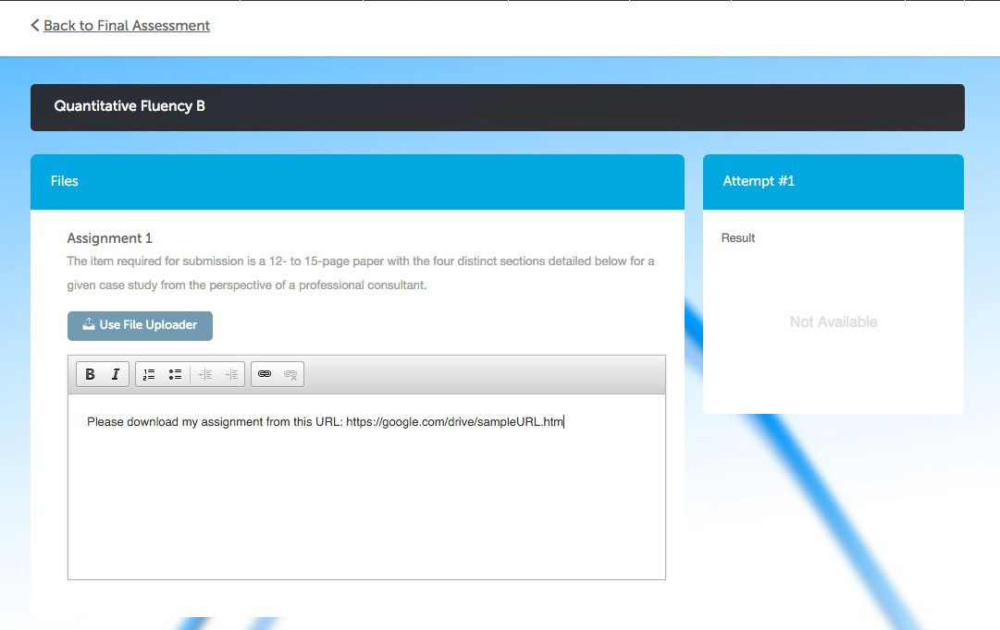 Back to Final Assessment
Quantitative Fluency B
Files
Assignment 1
The item required for submission is a 12- to 15-page paper with the four distinct sections detailed below for a
given case study from the perspective of a professional consultant.
Use File Uploader
B I
Please download my assignment from this URL: https://google.com/drive/sampleURL.htm
Attempt #1
Result
Not Available